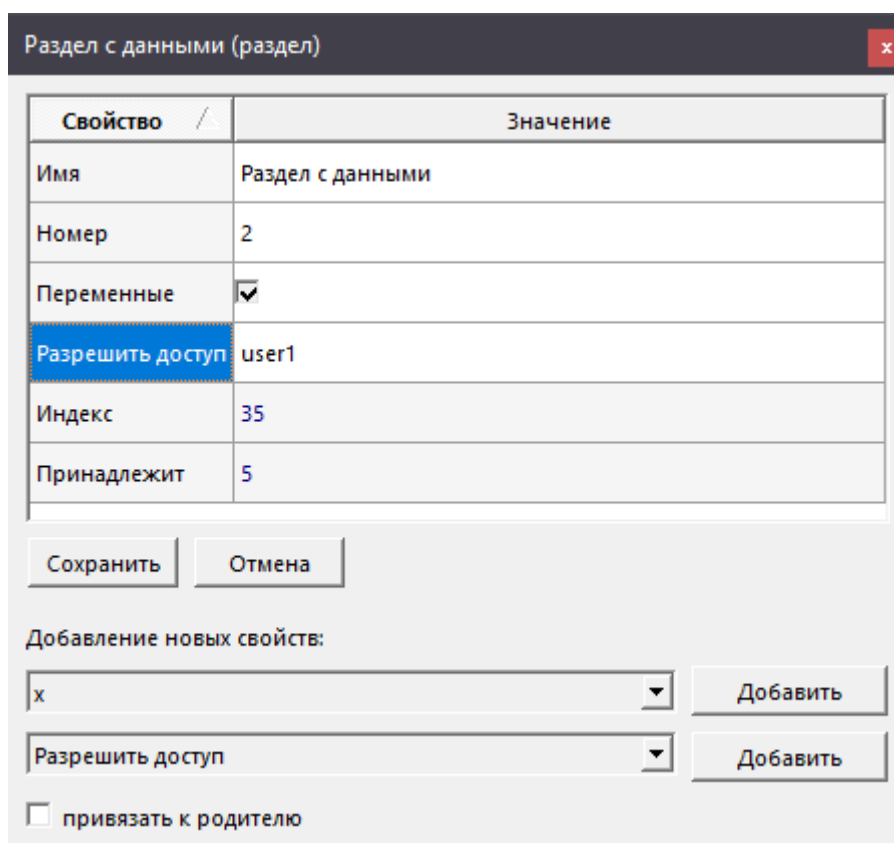 Раздел с данными (раздел) x
Свойство Значение
Имя Раздел с данными
Номер 2
Переменные
Разрешить доступ user1
Индекс 35
Принадлежит 5
Сохранить Отмена
Добавление новых свойств:
x Добавить
Разрешить доступ Добавить
привязать к родителю